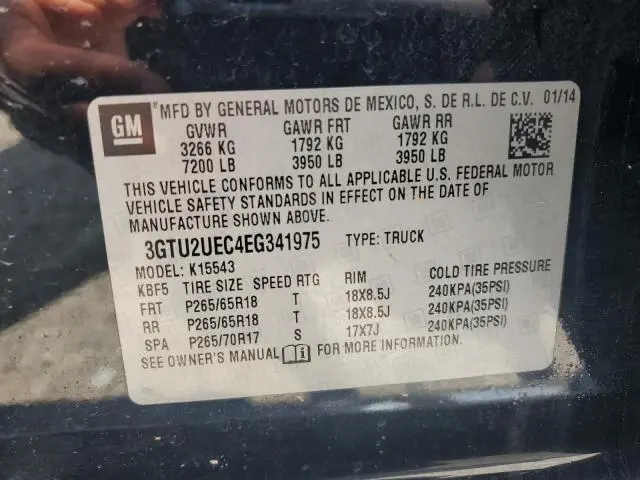 GM
*MFD BY GENERAL MOTORS DE MEXICO, S. DE R.L. DE C.V. 01/14
GVWR GAWR FRT GAWR RR
3266 KG 1792 KG 1792 KG
7200 LB 3950 LB 3950 LB
THIS VEHICLE CONFORMS TO ALL APPLICABLE U.S. FEDERAL MOTOR
VEHICLE SAFETY STANDARDS IN EFFECT ON THE DATE OF
MANUFACTURE SHOWN ABOVE.
3GTU2UEC4EG341975 TYPE: TRUCK
MODEL: K15543
KBF5 TIRE SIZE SPEED RTG RIM COLD TIRE PRESSURE
FRT P265/65R18 T 18X8.5J 240KPA(35PSI)
RR P265/65R18 T 18X8.5J 240KPA(35PSI)
SPA P265/70R17 S 17X7J 240KPA(35PSI)
SEE OWNER'S MANUAL FOR MORE INFORMATION.